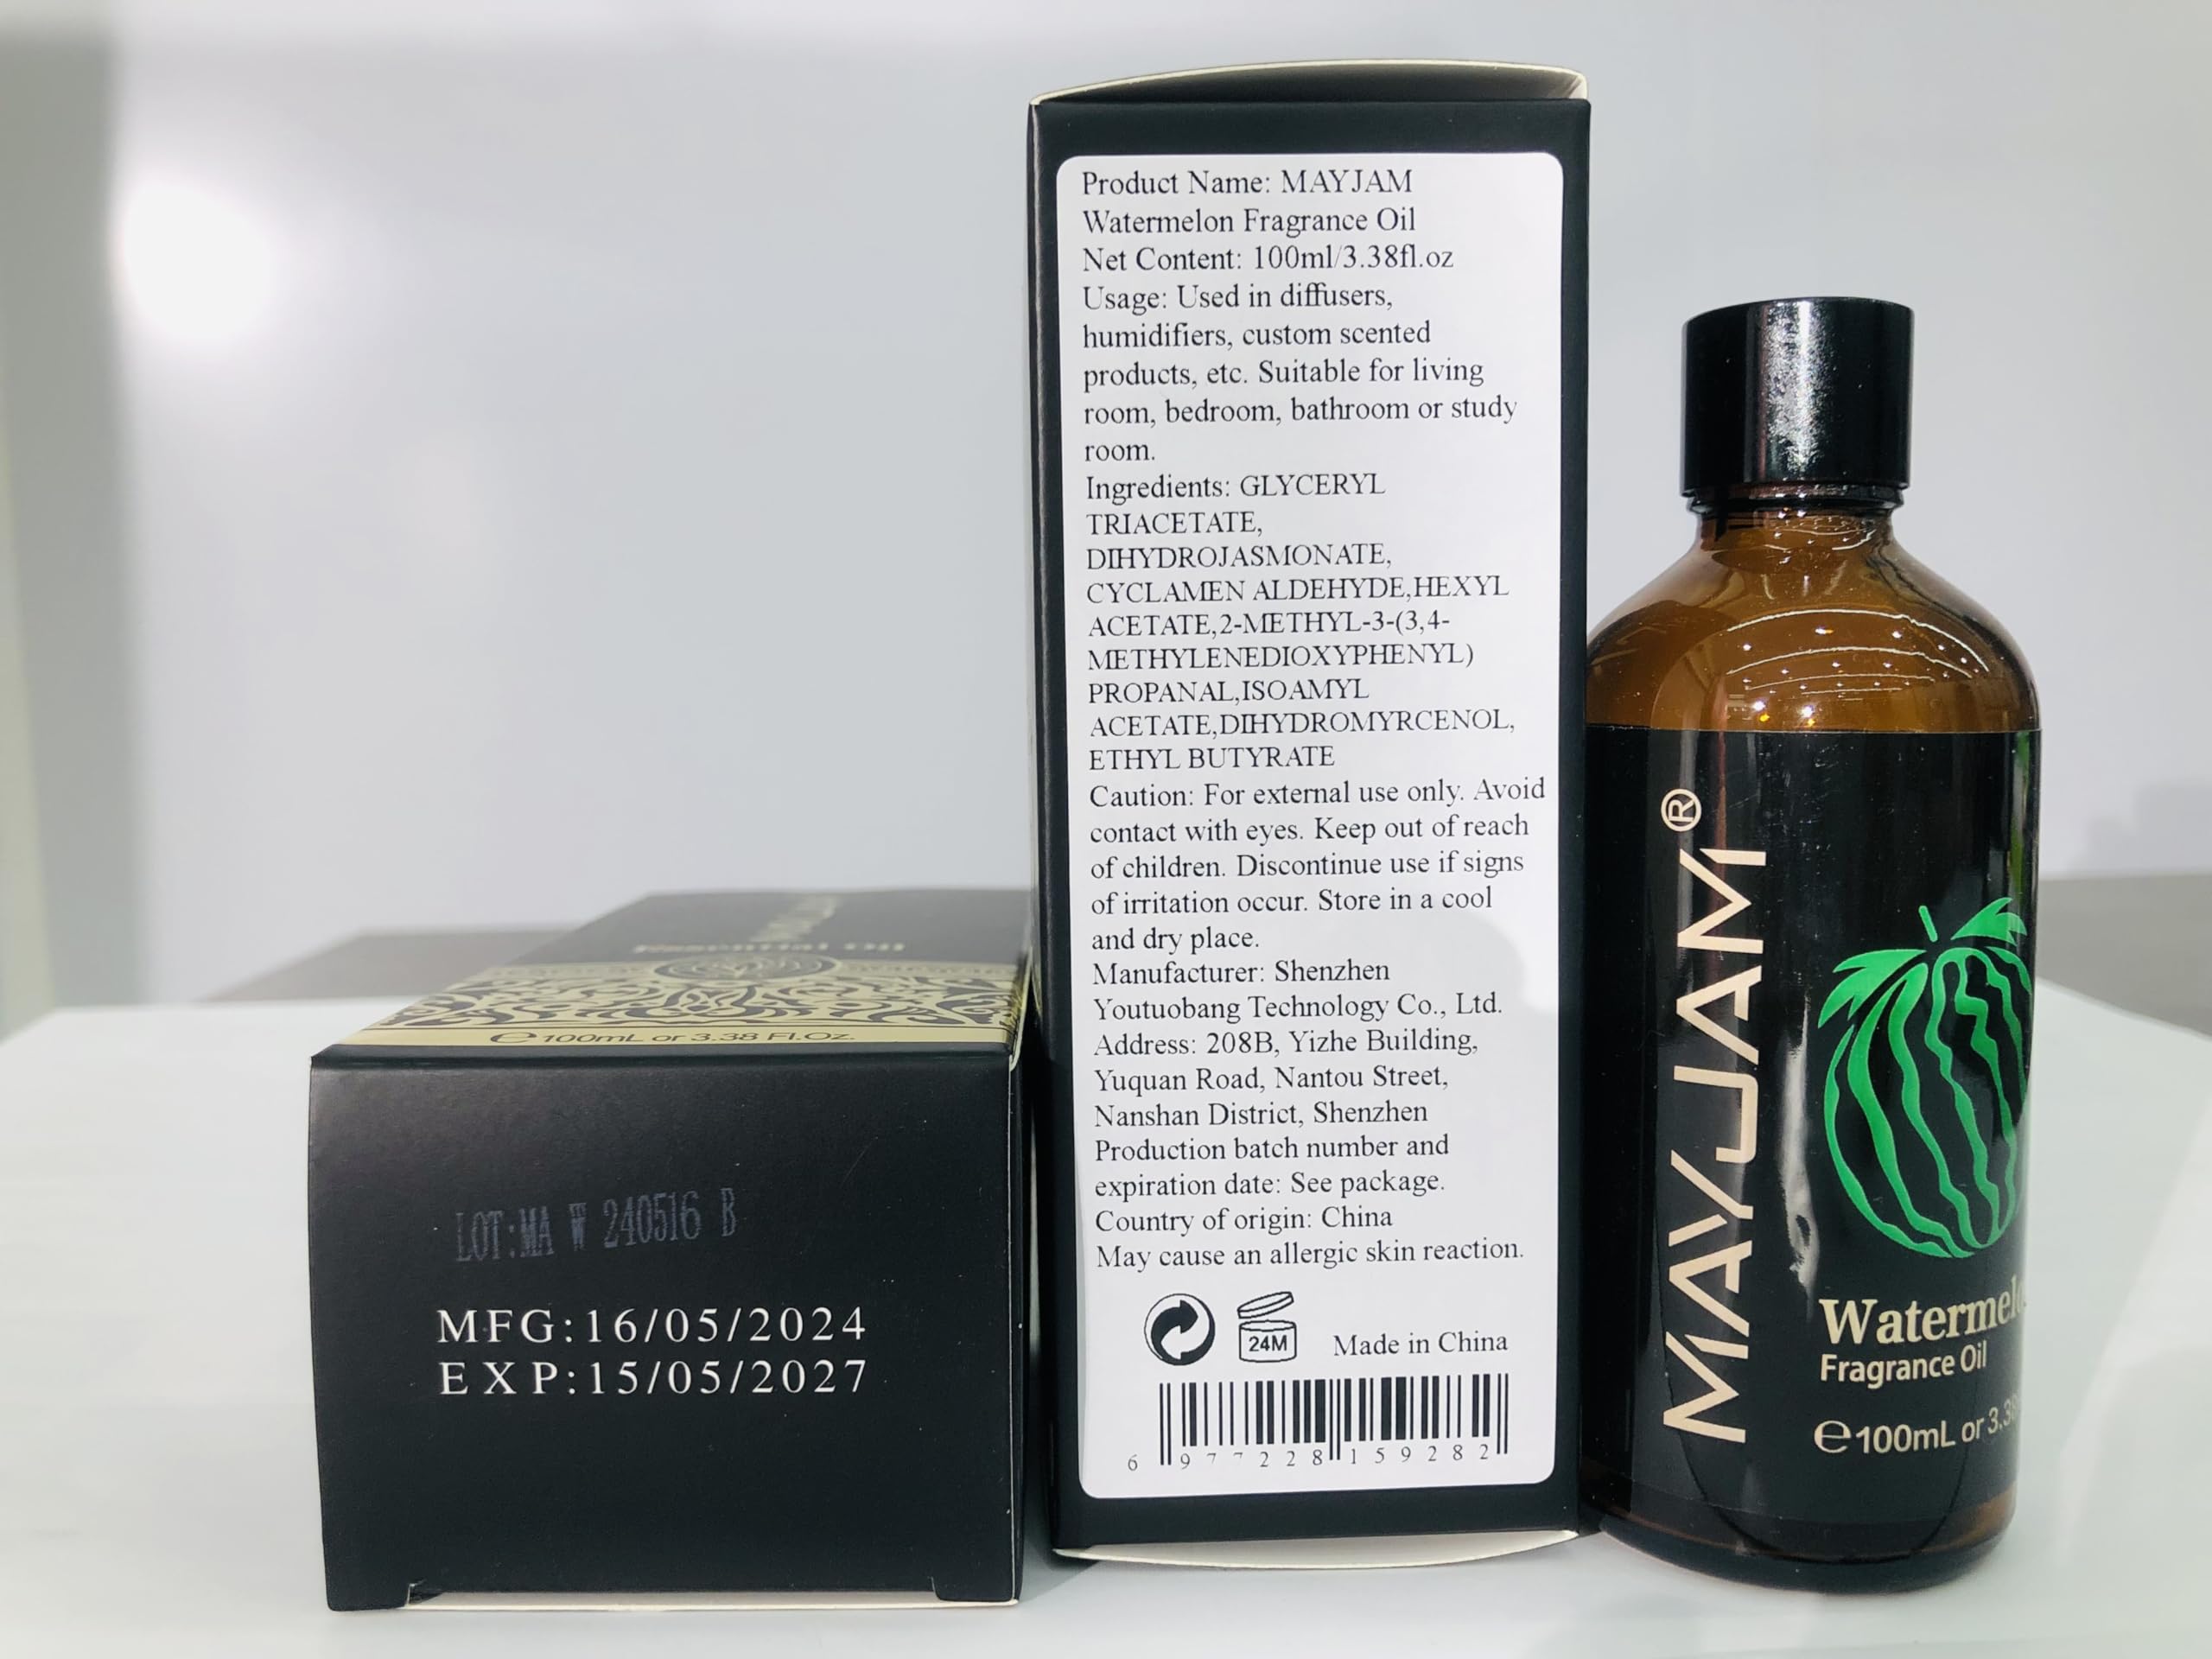 Essential Oil
℮100mL or 3.38 Fl.Oz.
LOT:MA W 240516 B
MFG:16/05/2024
EXP:15/05/2027
Product Name: MAYJAM
Watermelon Fragrance Oil
Net Content: 100ml/3.38fl.oz
Usage: Used in diffusers,
humidifiers, custom scented
products, etc. Suitable for living
room, bedroom, bathroom or study
room.
Ingredients: GLYCERYL
TRIACETATE,
DIHYDROJASMONATE,
CYCLAMEN ALDEHYDE,HEXYL
ACETATE,2-METHYL-3-(3,4-
METHYLENEDIOXYPHENYL)
PROPANAL,ISOAMYL
ACETATE,DIHYDROMYRCENOL,
ETHYL BUTYRATE
Caution: For external use only. Avoid
contact with eyes. Keep out of reach
of children. Discontinue use if signs
of irritation occur. Store in a cool
and dry place.
Manufacturer: Shenzhen
Youtuobang Technology Co., Ltd.
Address: 208B, Yizhe Building,
Yuquan Road, Nantou Street,
Nanshan District, Shenzhen
Production batch number and
expiration date: See package.
Country of origin: China
May cause an allergic skin reaction.
24M Made in China
6 977228 159282
MAYJAM®
Watermelo
Fragrance Oil
℮100mL or 3.38